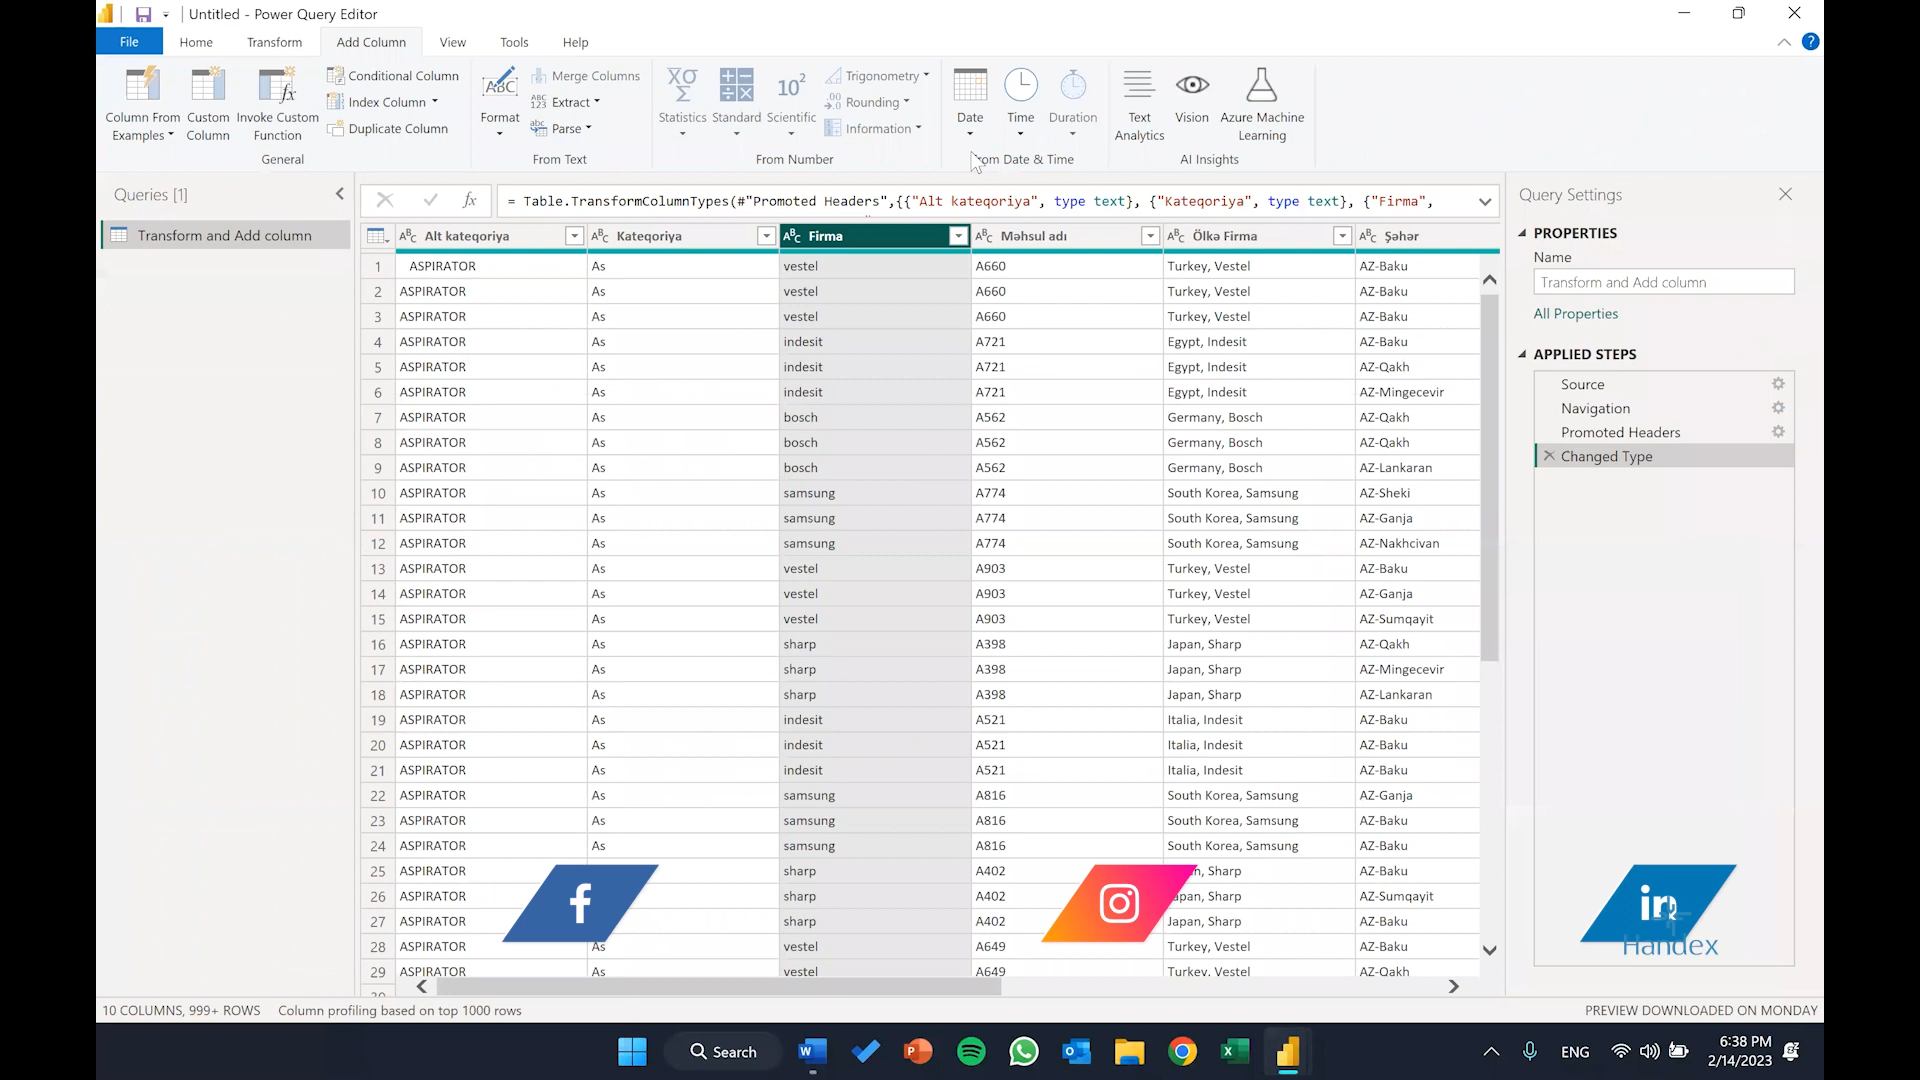 Untitled - Power Query Editor
File Home Transform Add Column View Tools Help
Column From Examples
Custom Column
Invoke Custom Function
Conditional Column
Index Column
Duplicate Column
General
Format
Merge Columns
Extract
Parse
From Text
Statistics Standard Scientific
Trigonometry
Rounding
Information
From Number
Date Time Duration
om Date & Time
Text Analytics
Vision
Azure Machine Learning
AI Insights
Queries [1]
Transform and Add column
= Table.TransformColumnTypes(#"Promoted Headers",{{"Alt kateqoriya", type text}, {"Kateqoriya", type text}, {"Firma",
Alt kateqoriya Kateqoriya Firma Məhsul adı Ölkə Firma Şəhər
1 ASPIRATOR As vestel A660 Turkey, Vestel AZ-Baku
2 ASPIRATOR As vestel A660 Turkey, Vestel AZ-Baku
3 ASPIRATOR As vestel A660 Turkey, Vestel AZ-Baku
4 ASPIRATOR As indesit A721 Egypt, Indesit AZ-Baku
5 ASPIRATOR As indesit A721 Egypt, Indesit AZ-Qakh
6 ASPIRATOR As indesit A721 Egypt, Indesit AZ-Mingecevir
7 ASPIRATOR As bosch A562 Germany, Bosch AZ-Qakh
8 ASPIRATOR As bosch A562 Germany, Bosch AZ-Qakh
9 ASPIRATOR As bosch A562 Germany, Bosch AZ-Lankaran
10 ASPIRATOR As samsung A774 South Korea, Samsung AZ-Sheki
11 ASPIRATOR As samsung A774 South Korea, Samsung AZ-Ganja
12 ASPIRATOR As samsung A774 South Korea, Samsung AZ-Nakhcivan
13 ASPIRATOR As vestel A903 Turkey, Vestel AZ-Baku
14 ASPIRATOR As vestel A903 Turkey, Vestel AZ-Ganja
15 ASPIRATOR As vestel A903 Turkey, Vestel AZ-Sumqayit
16 ASPIRATOR As sharp A398 Japan, Sharp AZ-Qakh
17 ASPIRATOR As sharp A398 Japan, Sharp AZ-Mingecevir
18 ASPIRATOR As sharp A398 Japan, Sharp AZ-Lankaran
19 ASPIRATOR As indesit A521 Italia, Indesit AZ-Baku
20 ASPIRATOR As indesit A521 Italia, Indesit AZ-Baku
21 ASPIRATOR As indesit A521 Italia, Indesit AZ-Baku
22 ASPIRATOR As samsung A816 South Korea, Samsung AZ-Ganja
23 ASPIRATOR As samsung A816 South Korea, Samsung AZ-Baku
24 ASPIRATOR As samsung A816 South Korea, Samsung AZ-Baku
25 ASPIRATOR sharp A402 Sharp AZ-Baku
26 ASPIRATOR sharp A402 apan, Sharp AZ-Sumqayit
27 ASPIRATOR sharp A402 Japan, Sharp AZ-Baku
28 ASPIRATOR As vestel A649 Turkey, Vestel AZ-Baku
29 ASPIRATOR As vestel A649 Turkey, Vestel AZ-Qakh
Query Settings
PROPERTIES
Name
Transform and Add column
All Properties
APPLIED STEPS
Source
Navigation
Promoted Headers
Changed Type
in
Handex
10 COLUMNS, 999+ ROWS Column profiling based on top 1000 rows
PREVIEW DOWNLOADED ON MONDAY
Search
ENG
6:38 PM
2/14/2023